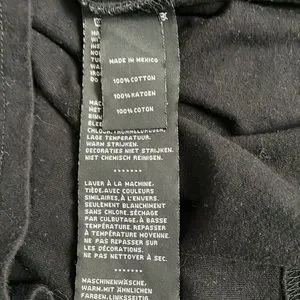 MADE IN MEXICO
100% COTTON
100% KATOEN
100% COTON
CHLOOR, TROMMELDROGEN,
LAGE TEMPERATUUR.
WARM STRIJKEN.
DECORATIES NIET STRIJKEN.
NIET CHEMISCH REINIGEN.
LAVER À LA MACHINE,
TIÈDE, AVEC COULEURS
SIMILAIRES, À L'ENVERS.
SEULEMENT BLANCHIMENT
SANS CHLORE. SÉCHAGE
PAR CULBUTAGE, À BASSE
TEMPÉRATURE. REPASSER
À TEMPÉRATURE MOYENNE.
NE PAS REPASSER SUR
LES DÉCORATIONS.
NE PAS NETTOYER À SEC.
MASCHINENWÄSCHE,
WARM, MIT ÄHNLICHEN
FARBEN, LINKSSEITIG